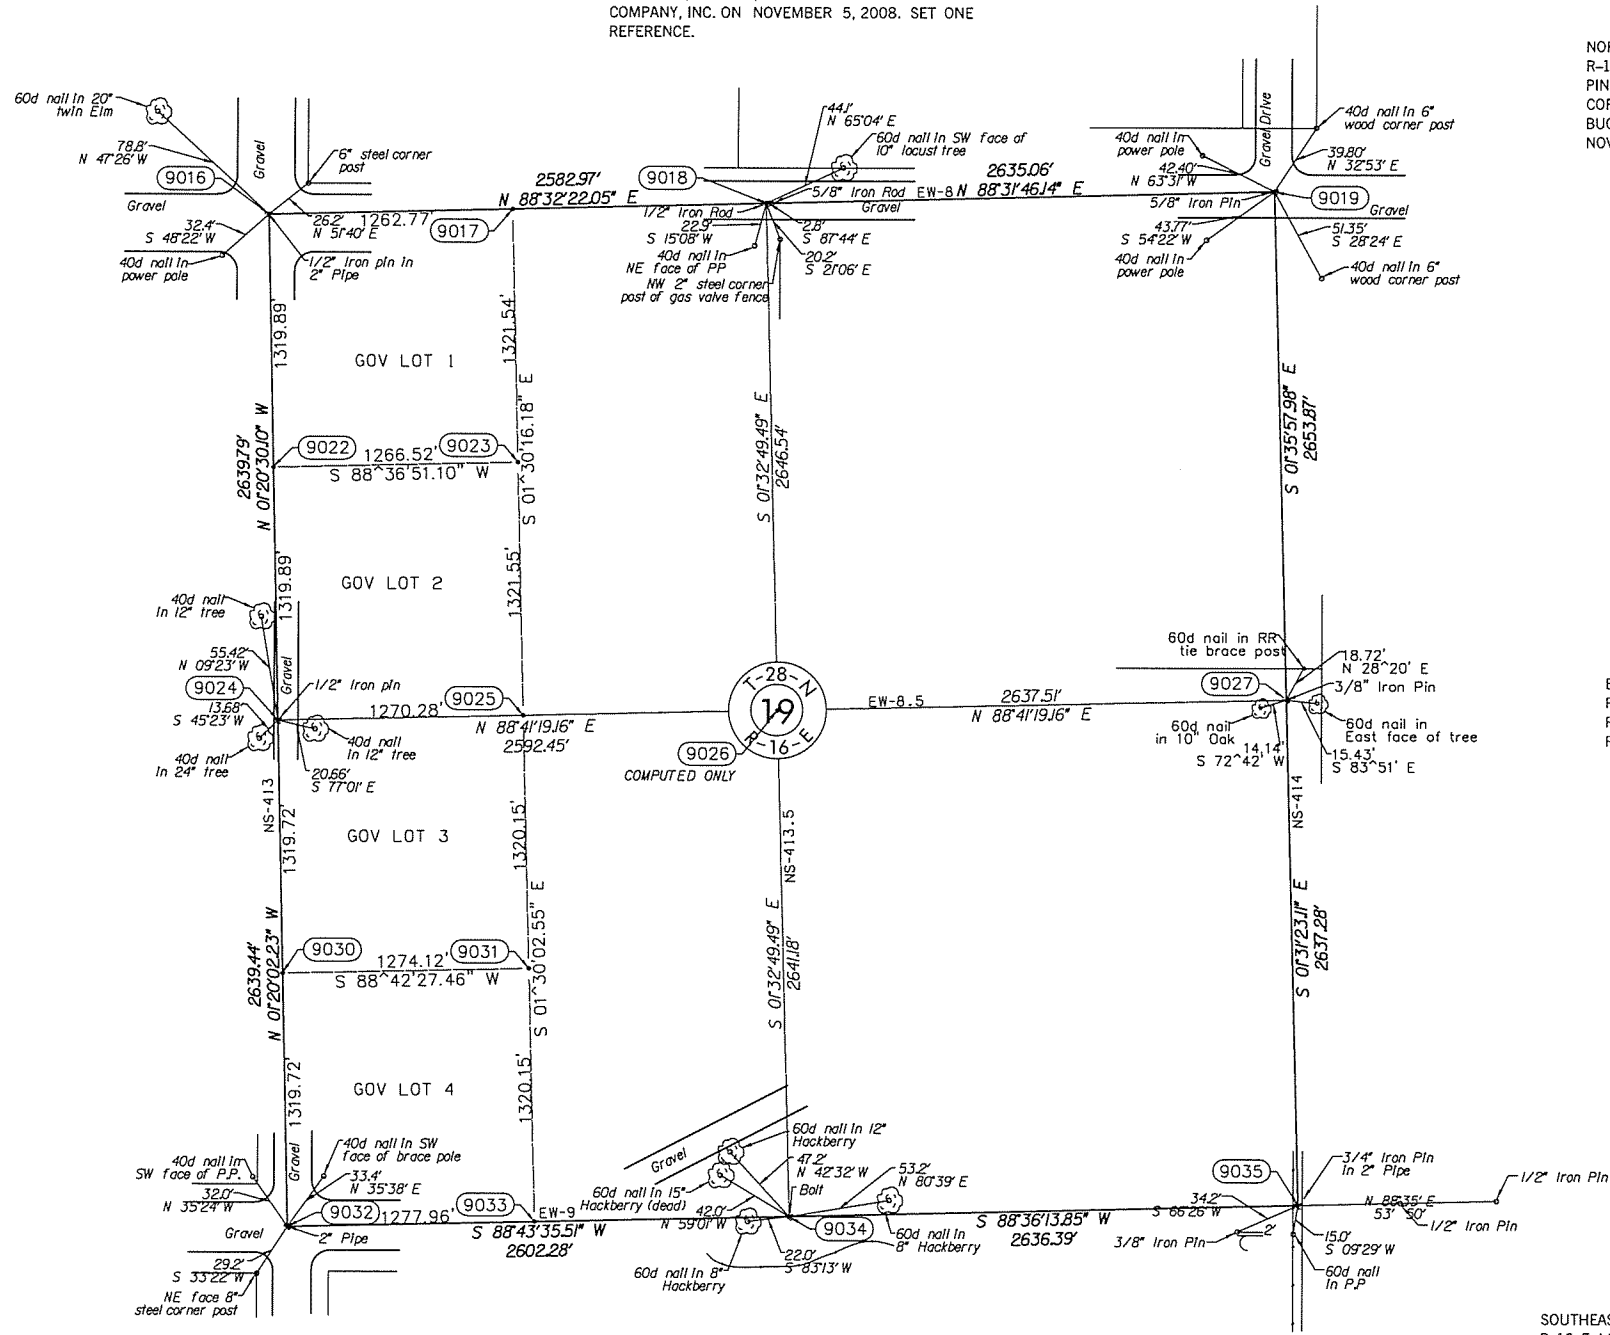 COMPANY, INC. ON NOVEMBER 5, 2008. SET ONE
REFERENCE.
60d nail in 20"
twin Elm
78.8'
N 47°26' W
9016
Gravel
Gravel
6" steel corner
post
26.2'
N 51°40' E
32.4'
S 48°22' W
40d nail in
power pale
1/2" Iron pin in
2" Pipe
1262.77'
9017
2582.97'
N 88°32'22.05" E
9018
44.1'
N 65°04' E
60d nail in SW face of
10" locust tree
5/8" Iron Rod
EW-8
1/2" Iron Rod
Gravel
22.9'
S 15°08' W
2.8'
S 87°44' E
40d nail in
NE face of PP
20.2'
S 21°06' E
NW 2" steel corner
post of gas valve fence
2635.06'
N 88°31'46.14" E
Gravel Drive
40d nail in
power pole
42.40'
N 63°31' W
40d nail in 6"
wood corner post
39.80'
N 32°53' E
5/8" Iron Pin
9019
Gravel
43.77'
S 54°22' W
40d nail in
power pole
51.35'
S 28°24' E
40d nail in 6"
wood corner post
NOV
1319.89'
GOV LOT 1
1321.54'
N 01°20'30.10" W
2639.79'
9022
1266.52'
9023
S 88^36'51.10" W
S 01^30'16.18" E
S 01°32'49.49" E
2646.54'
S 01°35'57.98" E
2653.87'
1319.89'
GOV LOT 2
1321.55'
40d nail
in 12" tree
55.42'
N 09°23' W
Gravel
9024
1/2" Iron pin
13.68'
S 45°23' W
40d nail
in 24" tree
1270.28'
9025
40d nail
in 12" tree
20.66'
S 77°01' E
N 88°41'19.16" E
2592.45'
T-28-N
19
R-16-E
9026
COMPUTED ONLY
EW-8.5
2637.51'
N 88°41'19.16" E
60d nail in RR
tie brace post
18.72'
N 28^20' E
9027
3/8" Iron Pin
60d nail
in 10" Oak
14.14'
S 72^42' W
60d nail in
East face of tree
15.43'
S 83^51' E
NS-413
1319.72'
GOV LOT 3
1320.15'
NS-413.5
NS-414
N 01°20'02.23" W
2639.44'
9030
1274.12'
9031
S 88^42'27.46" W
S 01^30'02.55" E
S 01°32'49.49" E
2641.18'
S 01°31'23.11" E
2637.28'
1319.72'
GOV LOT 4
1320.15'
40d nail in
SW face of P.P.
Gravel
40d nail in SW
face of brace pole
33.4'
N 35°38' E
32.0'
N 35°24' W
9032
1277.96'
9033
EW-9
Gravel
2" Pipe
29.2'
S 33°22' W
NE face 8"
steel corner post
S 88°43'35.51" W
2602.28'
Gravel
60d nail in 12"
Hackberry
47.2'
N 42°32' W
60d nail in 15"
Hackberry (dead)
42.0'
N 59°01' W
Bolt
53.2'
N 80°39' E
9034
60d nail in
8" Hackberry
22.0'
S 83°13' W
60d nail in 8"
Hackberry
S 88°36'13.85" W
2636.39'
9035
3/4" Iron Pin
in 2" Pipe
34.2'
S 66°26' W
2'
3/8" Iron Pin
N 88°35' E
53' 50'
1/2" Iron Pin
1/2" Iron Pin
15.0'
S 09°29' W
60d nail
in P.P